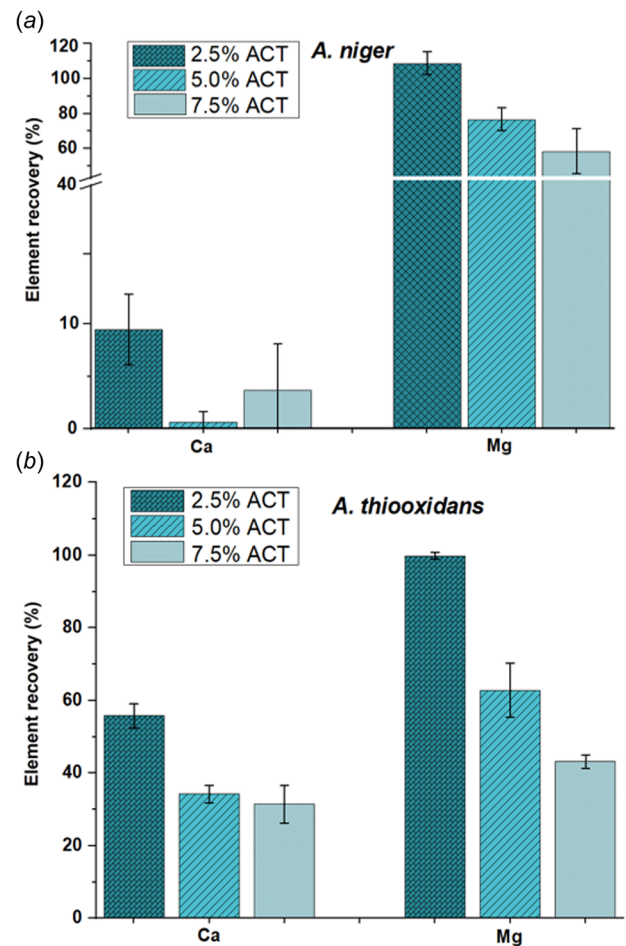 (a)
2.5% ACT
5.0% ACT
7.5% ACT
A. niger
Element recovery (%)
120
100
80
60
40
10
0
Ca
Mg
(b)
2.5% ACT
5.0% ACT
7.5% ACT
A. thiooxidans
Element recovery (%)
120
100
80
60
40
20
0
Ca
Mg